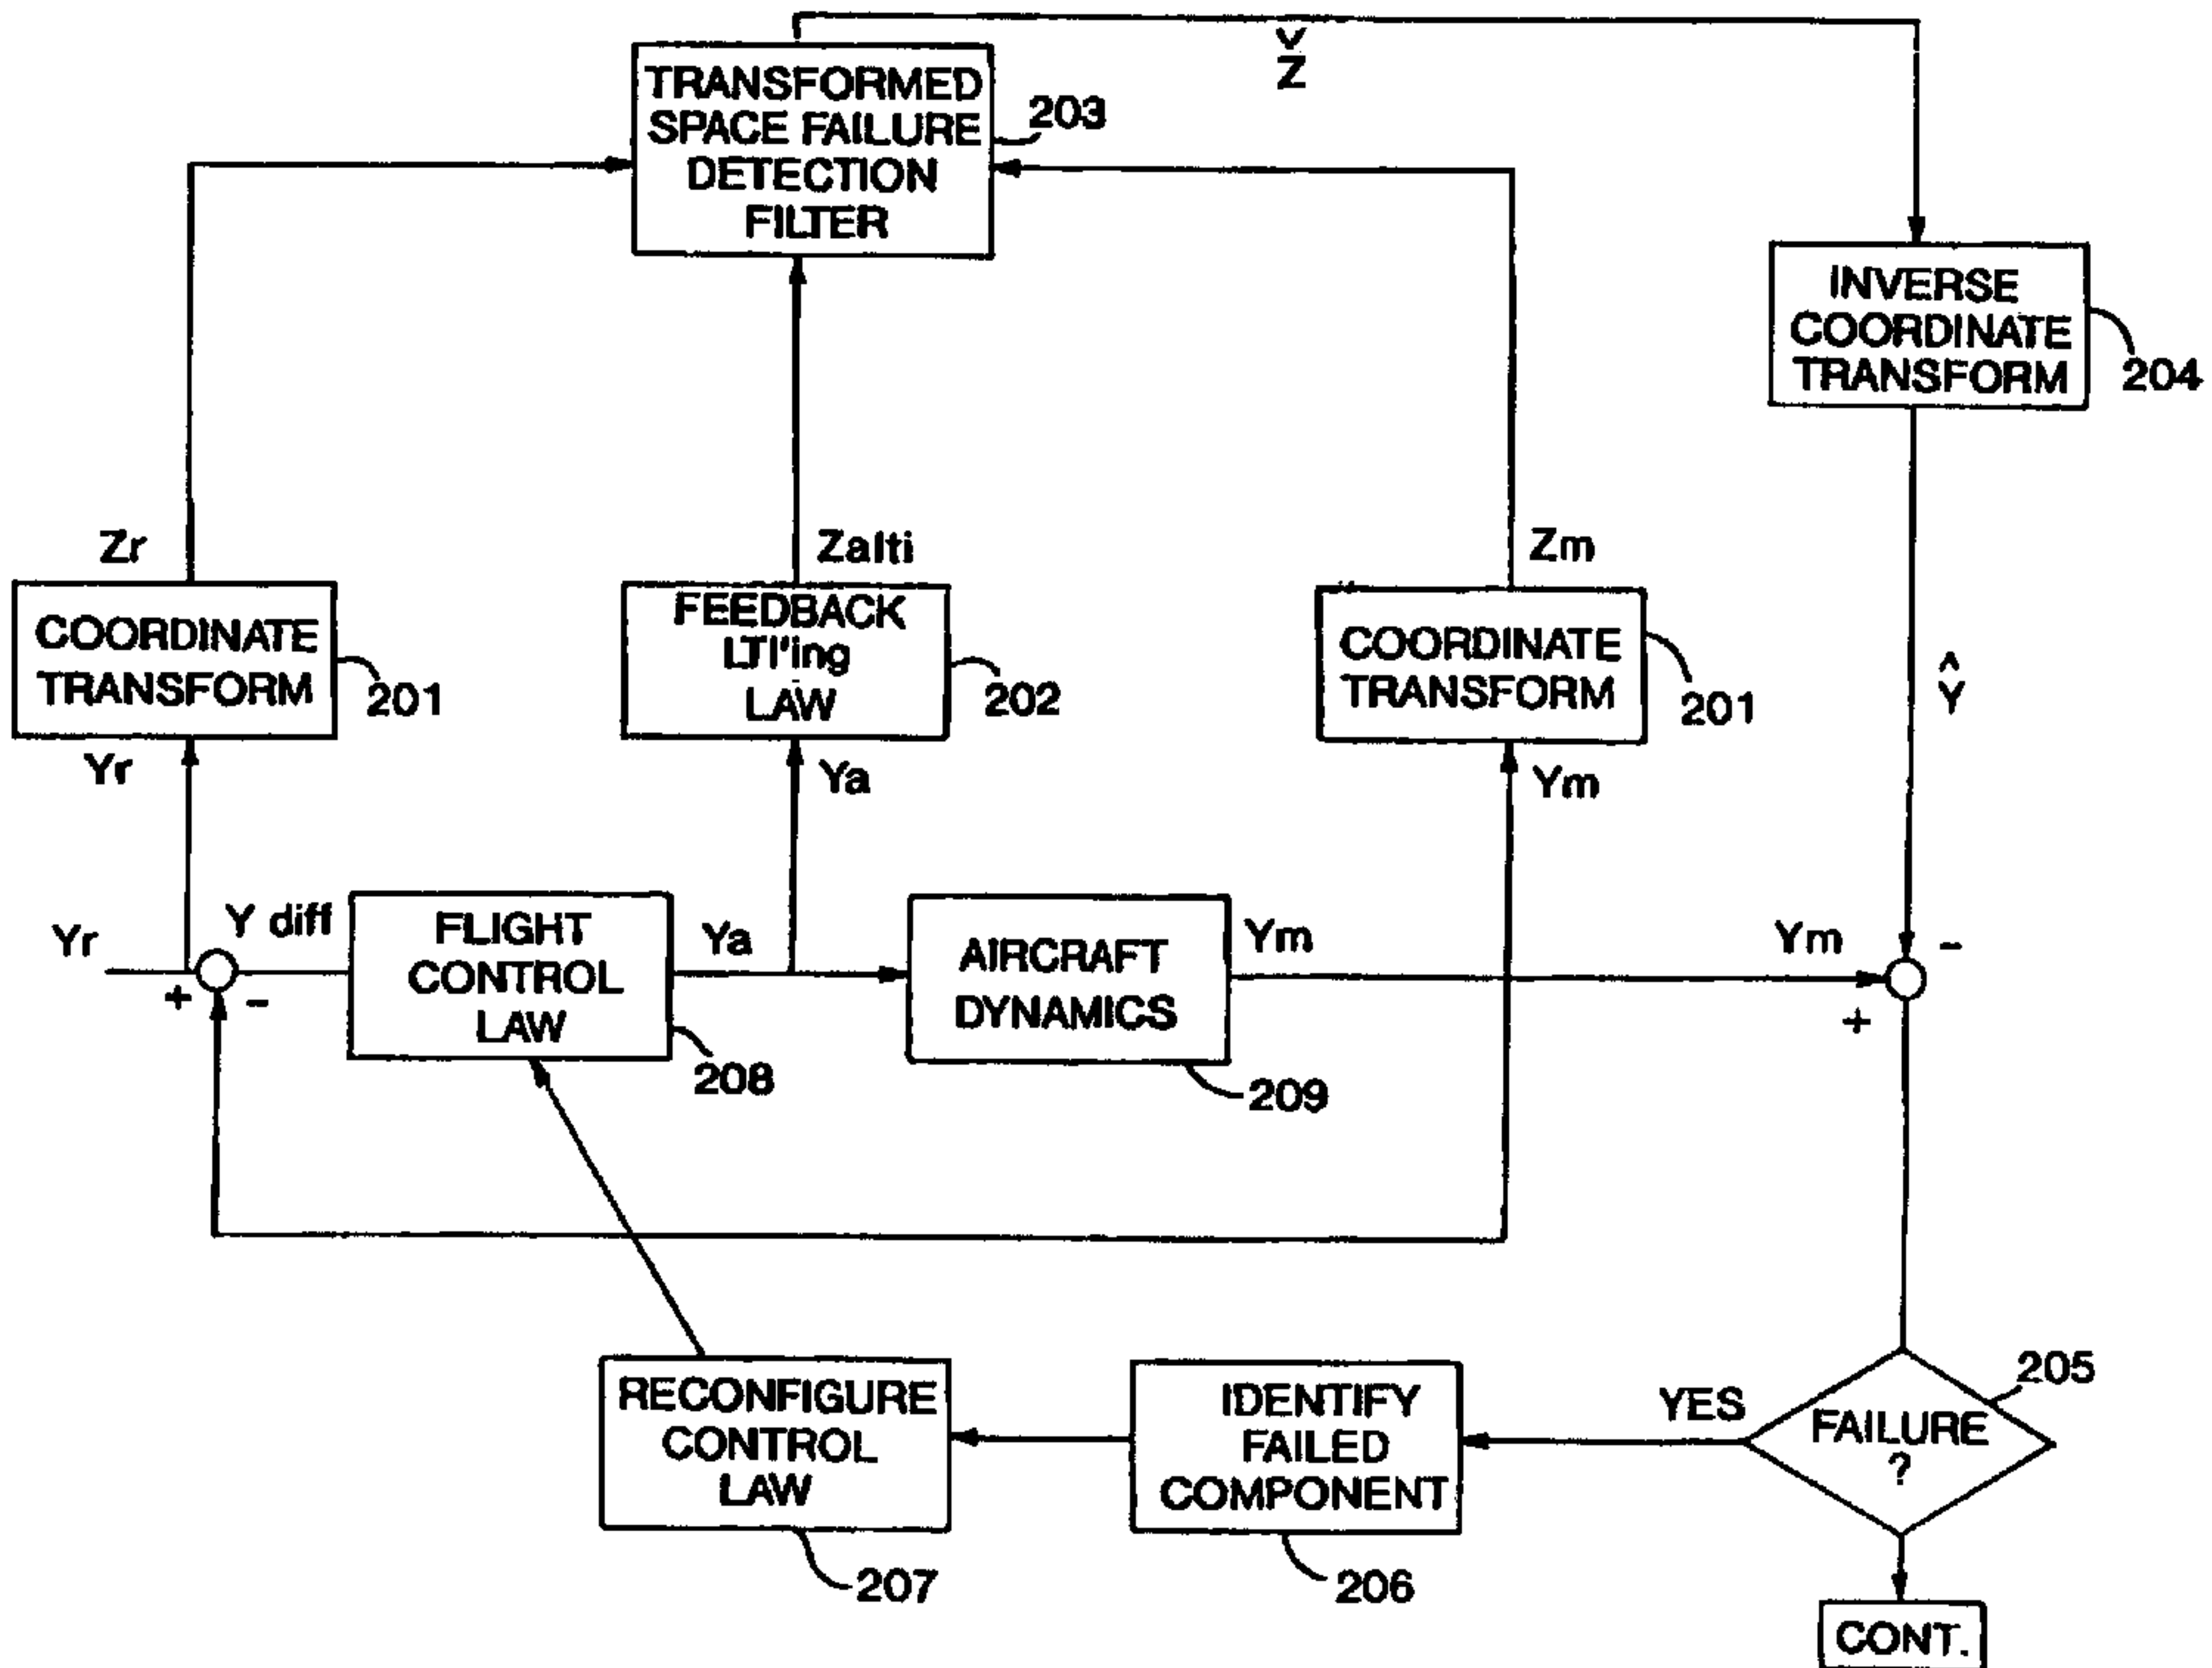 Ž
TRANSFORMED
SPACE FAILURE
DETECTION
FILTER
203
INVERSE
COORDINATE
TRANSFORM
204
Zr
Zalti
Zm
COORDINATE
TRANSFORM
201
FEEDBACK
LTI'ing
LAW
202
COORDINATE
TRANSFORM
201
Ŷ
Yr
Ya
Ym
Yr
Y diff
+
-
FLIGHT
CONTROL
LAW
208
Ya
AIRCRAFT
DYNAMICS
209
Ym
Ym
-
+
RECONFIGURE
CONTROL
LAW
207
IDENTIFY
FAILED
COMPONENT
206
YES
FAILURE
?
205
CONT.